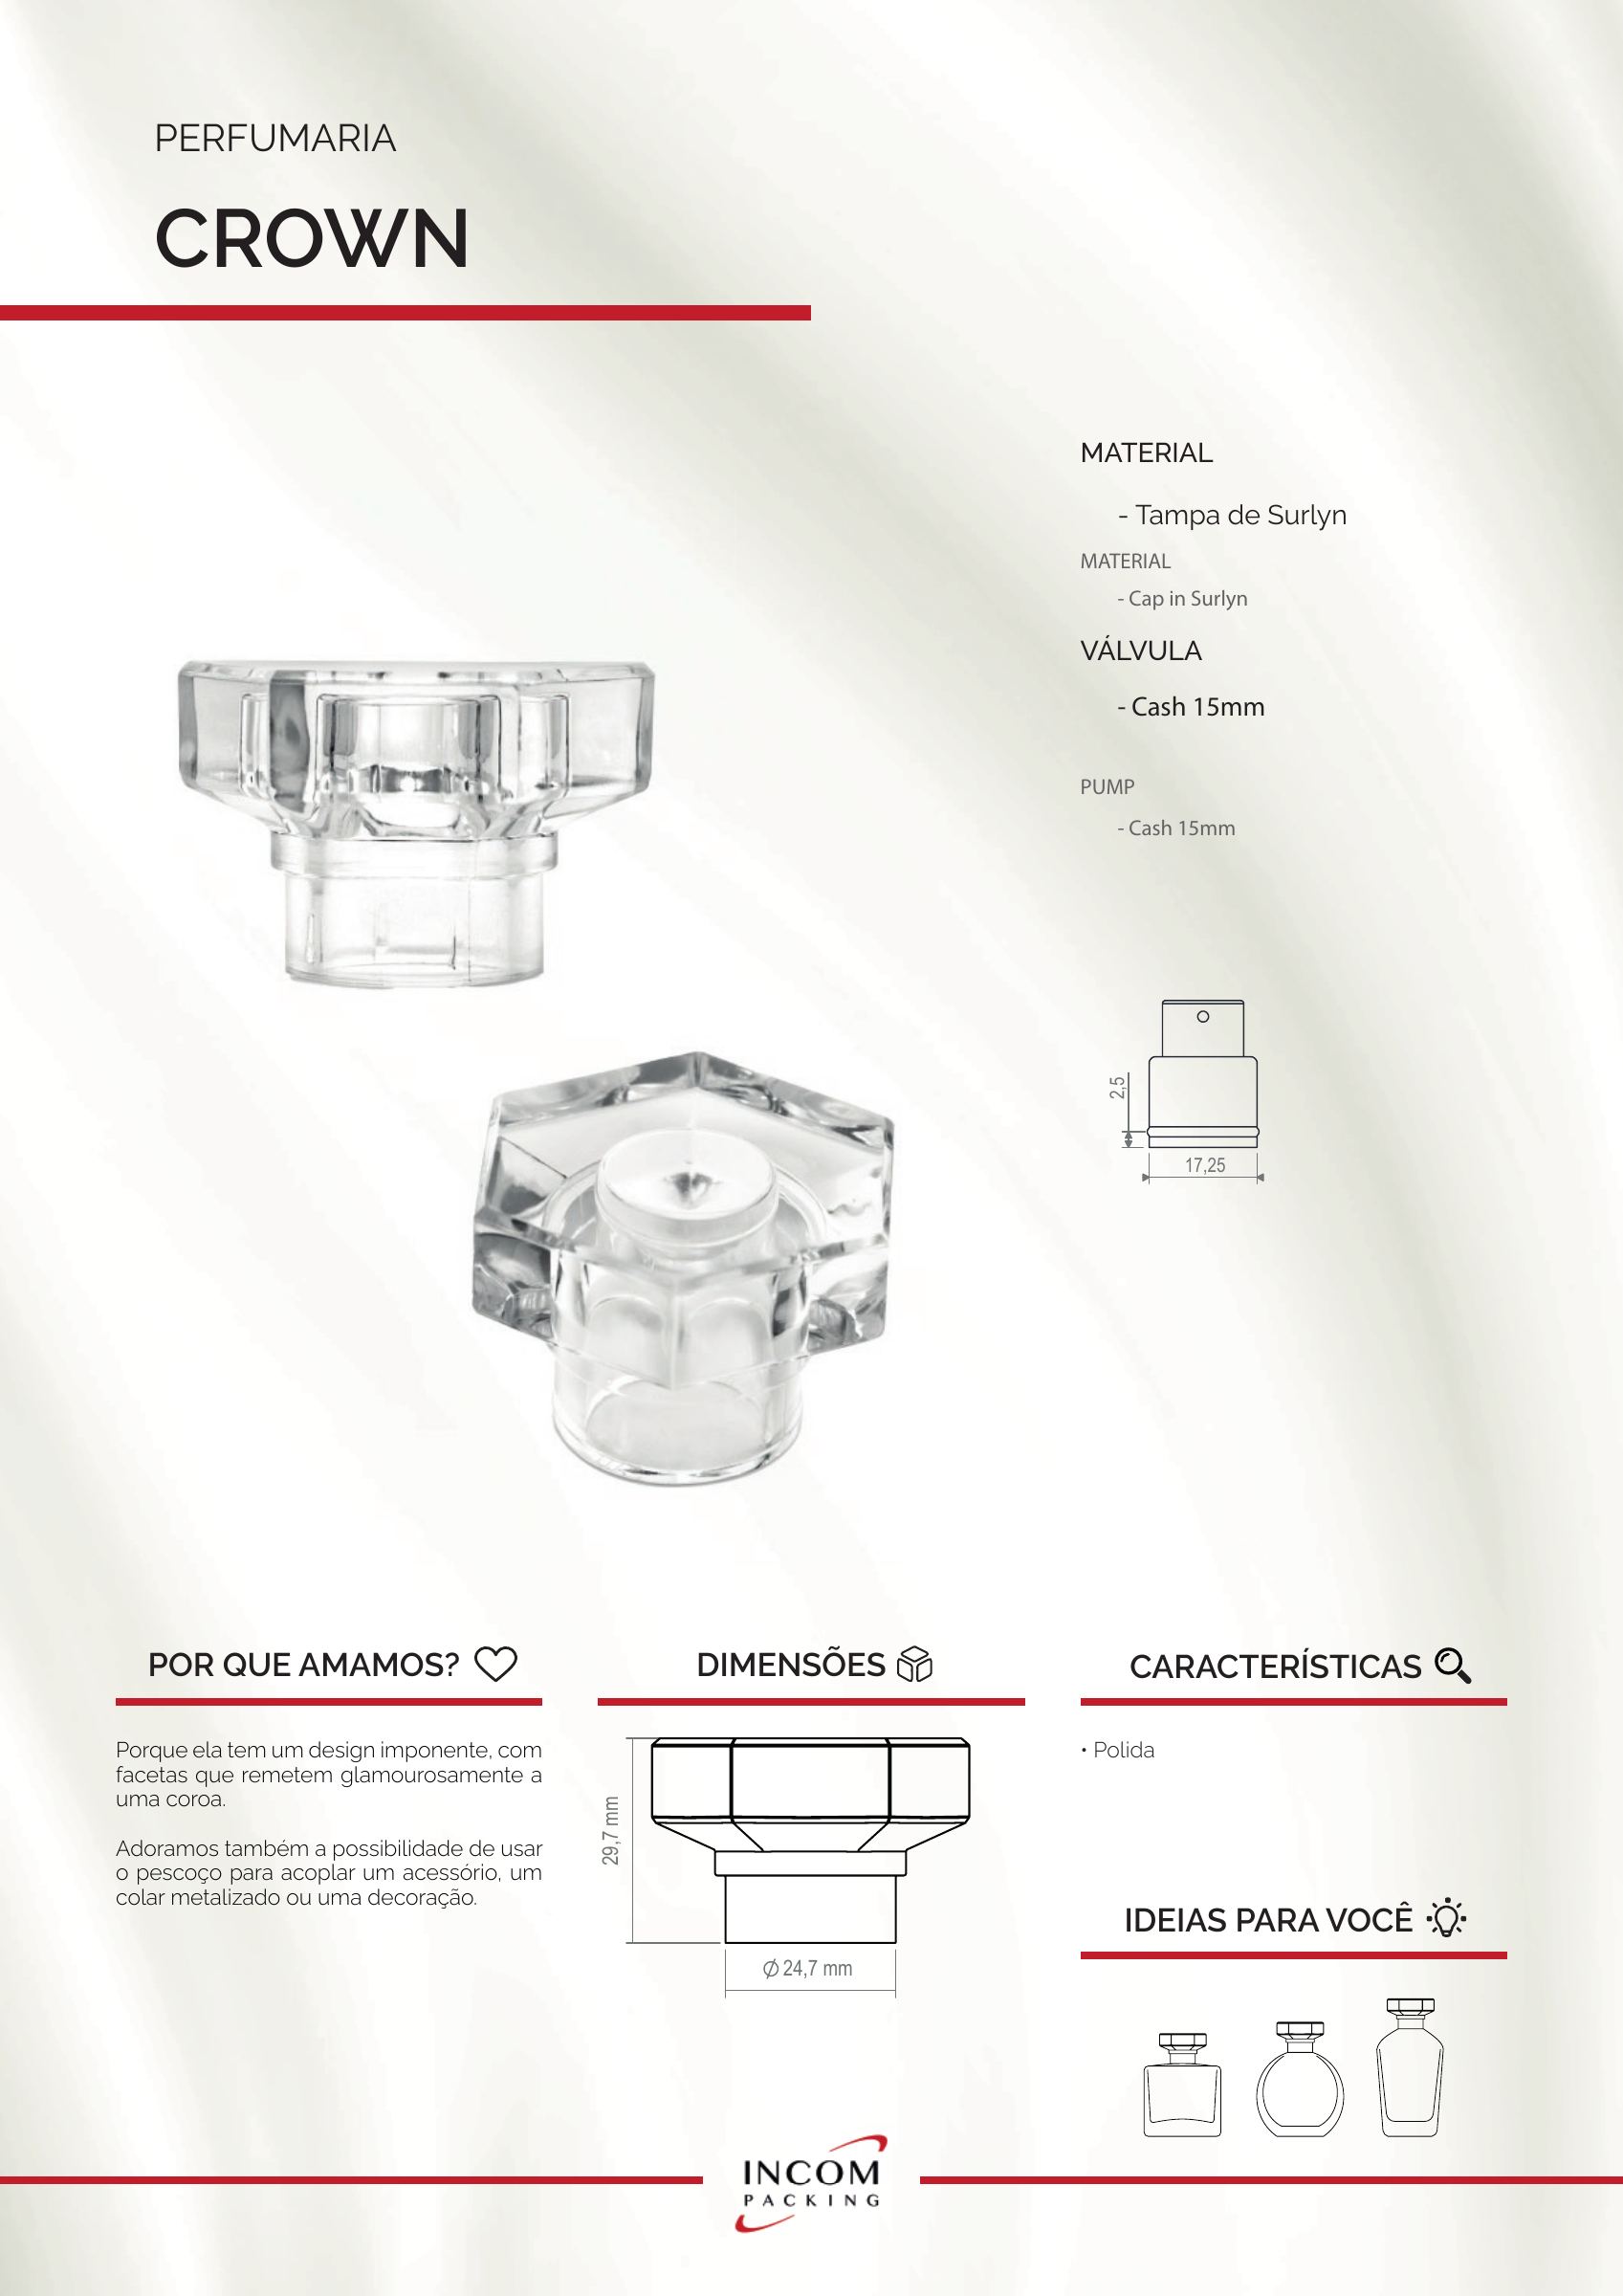 PERFUMARIA
CROWN
MATERIAL
- Tampa de Surlyn
MATERIAL
- Cap in Surlyn
VÁLVULA
- Cash 15mm
PUMP
- Cash 15mm
2,5
17,25
POR QUE AMAMOS?
Porque ela tem um design imponente, com
facetas que remetem glamourosamente a
uma coroa.
Adoramos também a possibilidade de usar
o pescoço para acoplar um acessório, um
colar metalizado ou uma decoração.
DIMENSÕES
29,7 mm
Ø 24,7 mm
CARACTERÍSTICAS
• Polida
IDEIAS PARA VOCÊ
INCOM
PACKING